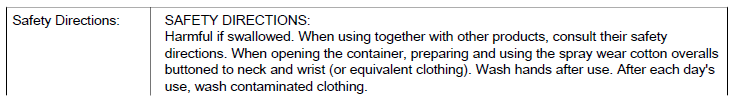 Safety Directions:
SAFETY DIRECTIONS:
Harmful if swallowed. When using together with other products, consult their safety
directions. When opening the container, preparing and using the spray wear cotton overalls
buttoned to neck and wrist (or equivalent clothing). Wash hands after use. After each day's
use, wash contaminated clothing.